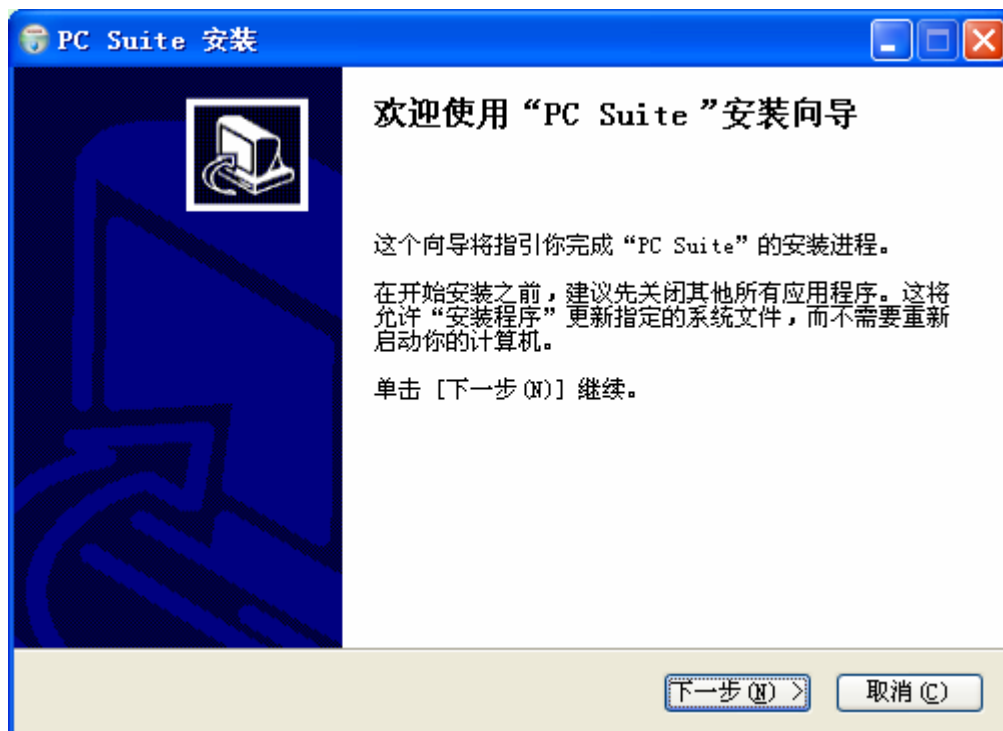 PC Suite 安装
欢迎使用“PC Suite”安装向导
这个向导将指引你完成“PC Suite”的安装进程。
在开始安装之前，建议先关闭其他所有应用程序。这将
允许“安装程序”更新指定的系统文件，而不需要重新
启动你的计算机。
单击 [下一步(N)] 继续。
下一步(N) > 取消(C)